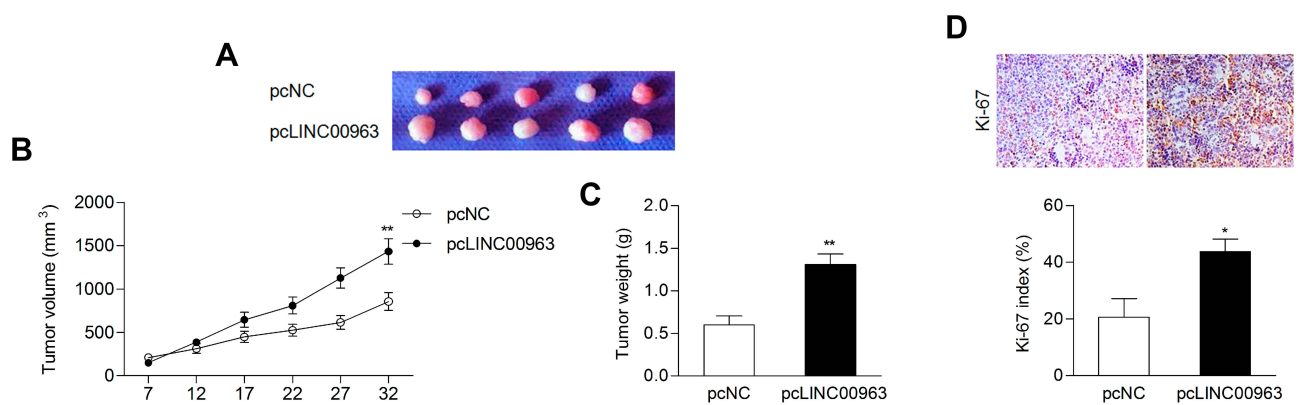 A
pcNC
pcLINC00963
B
Tumor volume (mm³)
2000
1500
1000
500
0
7 12 17 22 27 32
**
pcNC
pcLINC00963
C
Tumor weight (g)
2.0
1.5
1.0
0.5
0.0
**
pcNC pcLINC00963
D
Ki-67
Ki-67 index (%)
60
40
20
0
*
pcNC pcLINC00963